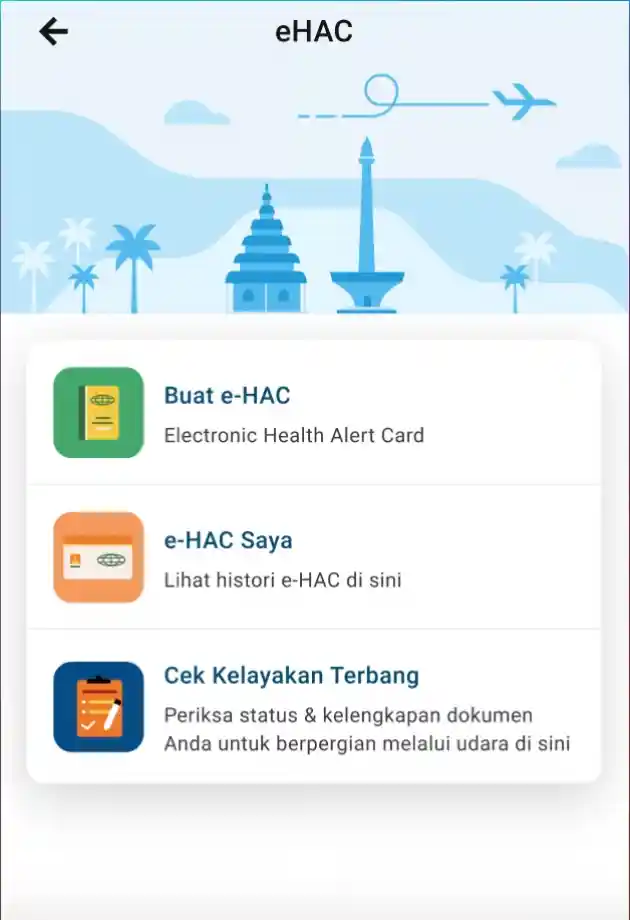 eHAC
Buat e-HAC
Electronic Health Alert Card
e-HAC Saya
Lihat histori e-HAC di sini
Cek Kelayakan Terbang
Periksa status & kelengkapan dokumen
Anda untuk berpergian melalui udara di sini